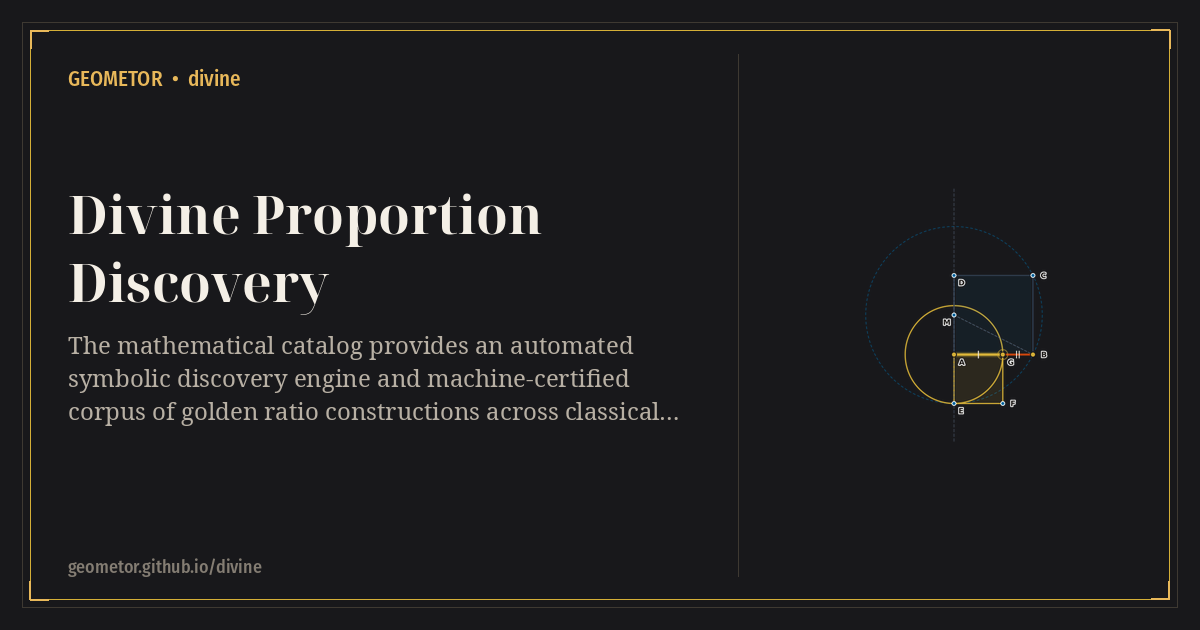 GEOMETOR • divine
Divine Proportion
Discovery
The mathematical catalog provides an automated
symbolic discovery engine and machine-certified
corpus of golden ratio constructions across classical…
geometor.github.io/divine
D
C
M
A
G
B
E
F